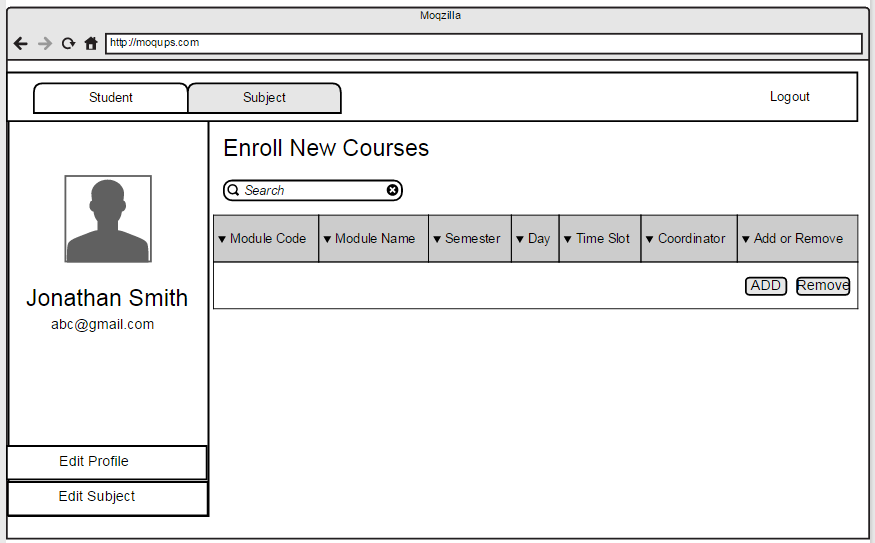 Moqzilla
http://moqups.com
Student Subject Logout
Enroll New Courses
Search
Module Code Module Name Semester Day Time Slot Coordinator Add or Remove
ADD Remove
Jonathan Smith
abc@gmail.com
Edit Profile
Edit Subject